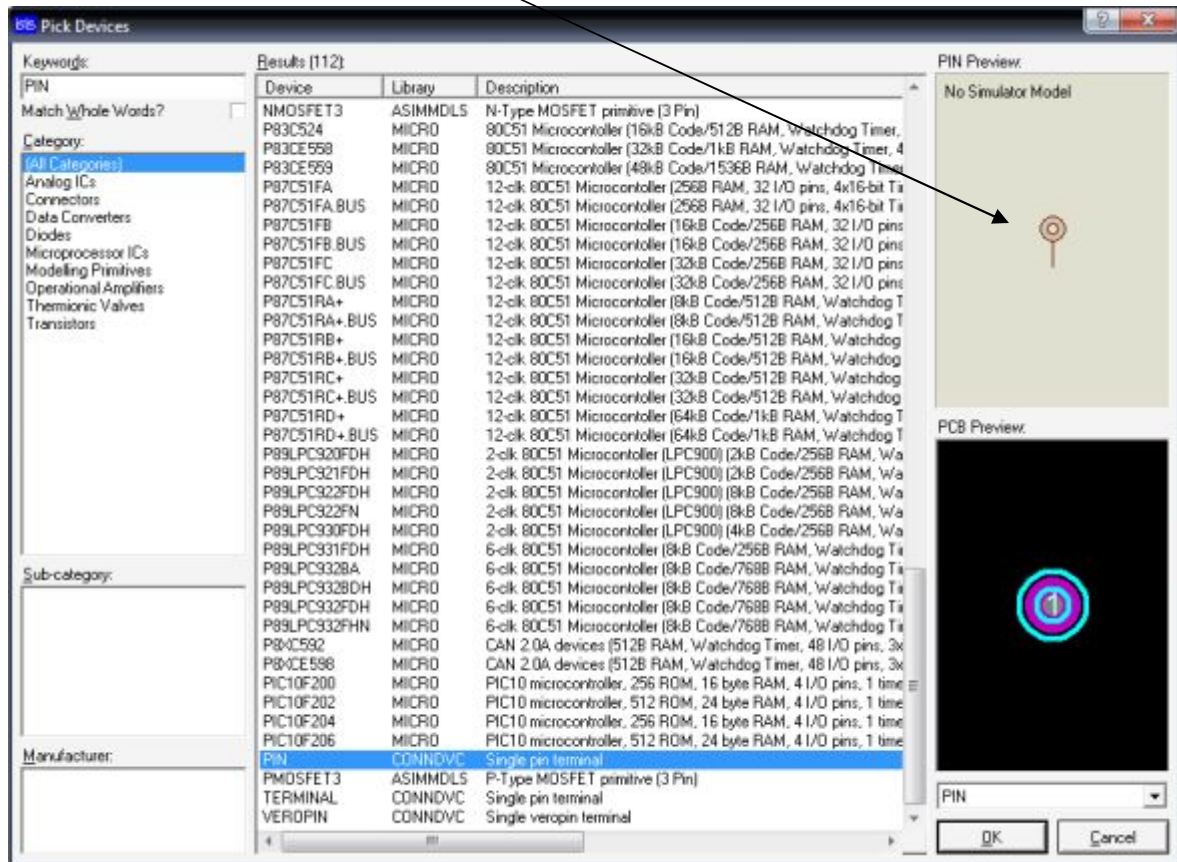 ISIS Pick Devices
Keywords:
PIN
Match Whole Words?
Category:
(All Categories)
Analog ICs
Connectors
Data Converters
Diodes
Microprocessor ICs
Modelling Primitives
Operational Amplifiers
Thermionic Valves
Transistors
Sub-category:
Manufacturer:
Results (112):
Device Library Description
NMOSFET3 ASIMMDLS N-Type MOSFET primitive (3 Pin)
P83C524 MICRO 80C51 Microcontoller (16kB Code/512B RAM, Watchdog Timer,
P83CE558 MICRO 80C51 Microcontoller (32kB Code/1kB RAM, Watchdog Timer, 4
P83CE559 MICRO 80C51 Microcontoller (48kB Code/1536B RAM, Watchdog Timer
P87C51FA MICRO 12-clk 80C51 Microcontoller (256B RAM, 32 I/O pins, 4x16-bit Ti
P87C51FA.BUS MICRO 12-clk 80C51 Microcontoller (256B RAM, 32 I/O pins, 4x16-bit Ti
P87C51FB MICRO 12-clk 80C51 Microcontoller (16kB Code/256B RAM, 32 I/O pins
P87C51FB.BUS MICRO 12-clk 80C51 Microcontoller (16kB Code/256B RAM, 32 I/O pins
P87C51FC MICRO 12-clk 80C51 Microcontoller (32kB Code/256B RAM, 32 I/O pins
P87C51FC.BUS MICRO 12-clk 80C51 Microcontoller (32kB Code/256B RAM, 32 I/O pins
P87C51RA+ MICRO 12-clk 80C51 Microcontoller (8kB Code/512B RAM, Watchdog T
P87C51RA+.BUS MICRO 12-clk 80C51 Microcontoller (8kB Code/512B RAM, Watchdog T
P87C51RB+ MICRO 12-clk 80C51 Microcontoller (16kB Code/512B RAM, Watchdog
P87C51RB+.BUS MICRO 12-clk 80C51 Microcontoller (16kB Code/512B RAM, Watchdog
P87C51RC+ MICRO 12-clk 80C51 Microcontoller (32kB Code/512B RAM, Watchdog
P87C51RC+.BUS MICRO 12-clk 80C51 Microcontoller (32kB Code/512B RAM, Watchdog
P87C51RD+ MICRO 12-clk 80C51 Microcontoller (64kB Code/1kB RAM, Watchdog T
P87C51RD+.BUS MICRO 12-clk 80C51 Microcontoller (64kB Code/1kB RAM, Watchdog T
P89LPC920FDH MICRO 2-clk 80C51 Microcontoller (LPC900) (2kB Code/256B RAM, Wa
P89LPC921FDH MICRO 2-clk 80C51 Microcontoller (LPC900) (4kB Code/256B RAM, Wa
P89LPC922FDH MICRO 2-clk 80C51 Microcontoller (LPC900) (8kB Code/256B RAM, Wa
P89LPC922FN MICRO 2-clk 80C51 Microcontoller (LPC900) (8kB Code/256B RAM, Wa
P89LPC930FDH MICRO 2-clk 80C51 Microcontoller (LPC900) (4kB Code/256B RAM, Wa
P89LPC931FDH MICRO 6-clk 80C51 Microcontoller (8kB Code/256B RAM, Watchdog Ti
P89LPC932BA MICRO 6-clk 80C51 Microcontoller (8kB Code/768B RAM, Watchdog Ti
P89LPC932BDH MICRO 6-clk 80C51 Microcontoller (8kB Code/768B RAM, Watchdog Ti
P89LPC932FDH MICRO 6-clk 80C51 Microcontoller (8kB Code/768B RAM, Watchdog Ti
P89LPC932FHN MICRO 6-clk 80C51 Microcontoller (8kB Code/768B RAM, Watchdog Ti
P8XC592 MICRO CAN 2.0A devices (512B RAM, Watchdog Timer, 48 I/O pins, 3x
P8XCE598 MICRO CAN 2.0A devices (512B RAM, Watchdog Timer, 48 I/O pins, 3x
PIC10F200 MICRO PIC10 microcontroller, 256 ROM, 16 byte RAM, 4 I/O pins, 1 time
PIC10F202 MICRO PIC10 microcontroller, 512 ROM, 24 byte RAM, 4 I/O pins, 1 time
PIC10F204 MICRO PIC10 microcontroller, 256 ROM, 16 byte RAM, 4 I/O pins, 1 time
PIC10F206 MICRO PIC10 microcontroller, 512 ROM, 24 byte RAM, 4 I/O pins, 1 time
PIN CONNDVC Single pin terminal
PMOSFET3 ASIMMDLS P-Type MOSFET primitive (3 Pin)
TERMINAL CONNDVC Single pin terminal
VEROPIN CONNDVC Single veropin terminal
PIN Preview:
No Simulator Model
PCB Preview:
1
PIN
OK Cancel